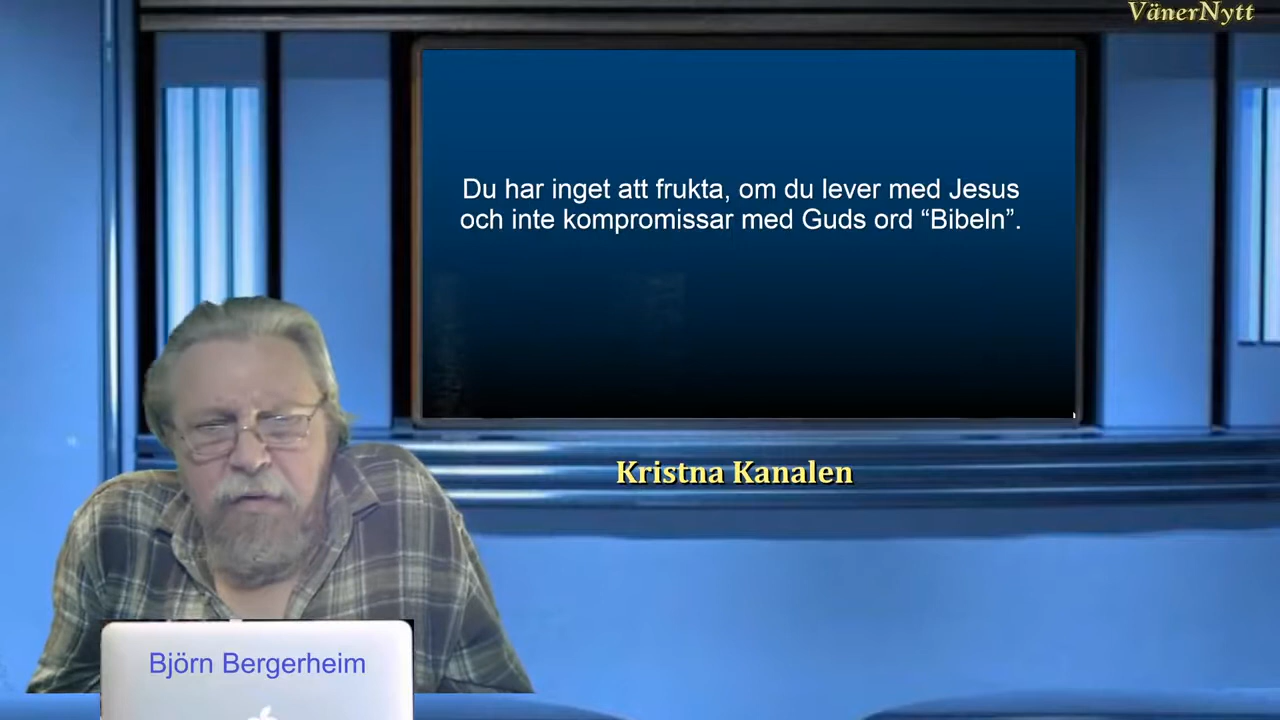 VänerNytt
Du har inget att frukta, om du lever med Jesus
och inte kompromissar med Guds ord “Bibeln”.
Kristna Kanalen
Björn Bergerheim